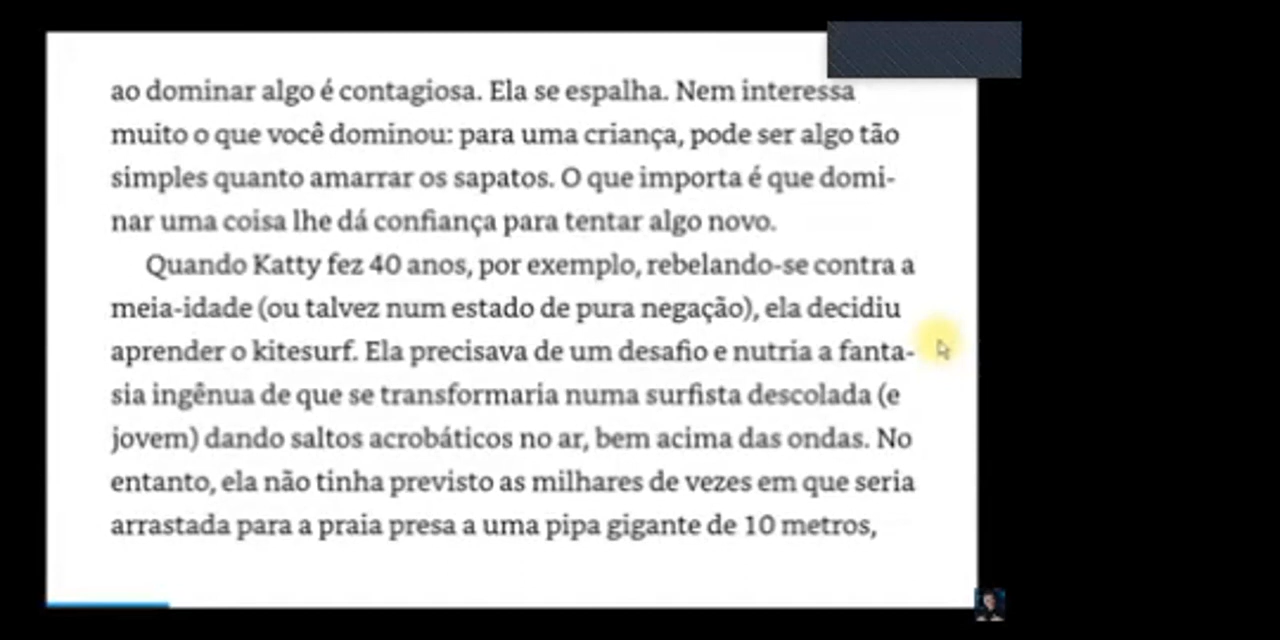 ao dominar algo é contagiosa. Ela se espalha. Nem interessa
muito o que você dominou: para uma criança, pode ser algo tão
simples quanto amarrar os sapatos. O que importa é que domi-
nar uma coisa lhe dá confiança para tentar algo novo.
Quando Katty fez 40 anos, por exemplo, rebelando-se contra a
meia-idade (ou talvez num estado de pura negação), ela decidiu
aprender o kitesurf. Ela precisava de um desafio e nutria a fanta-
sia ingênua de que se transformaria numa surfista descolada (e
jovem) dando saltos acrobáticos no ar, bem acima das ondas. No
entanto, ela não tinha previsto as milhares de vezes em que seria
arrastada para a praia presa a uma pipa gigante de 10 metros,